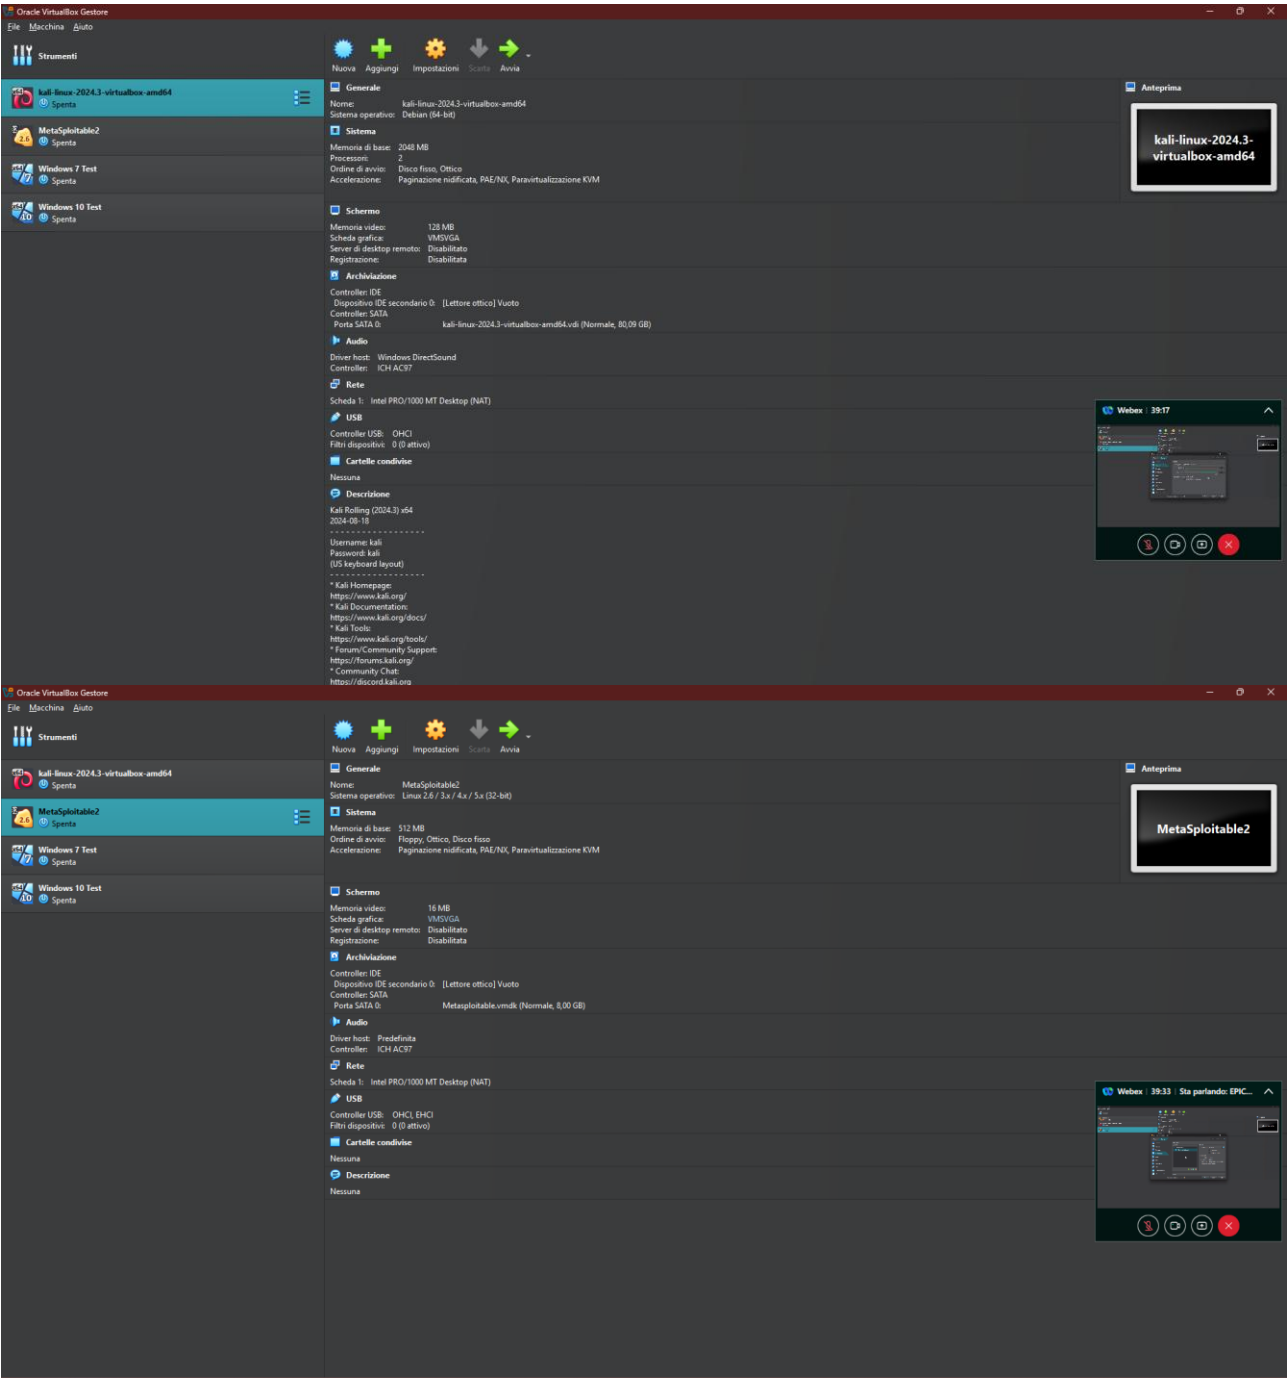 Oracle VirtualBox Gestore
File Macchina Aiuto
Strumenti
Nuova Aggiungi Impostazioni Scarta Avvia
kali-linux-2024.3-virtualbox-amd64
Spenta
MetaSploitable2
Spenta
Windows 7 Test
Spenta
Windows 10 Test
Spenta
Generale
Nome: kali-linux-2024.3-virtualbox-amd64
Sistema operativo: Debian (64-bit)
Sistema
Memoria di base: 2048 MB
Processori: 2
Ordine di avvio: Disco fisso, Ottico
Accelerazione: Paginazione nidificata, PAE/NX, Paravirtualizzazione KVM
Schermo
Memoria video: 128 MB
Scheda grafica: VMSVGA
Server di desktop remoto: Disabilitato
Registrazione: Disabilitata
Archiviazione
Controller: IDE
Dispositivo IDE secondario 0: [Lettore ottico] Vuoto
Controller: SATA
Porta SATA 0: kali-linux-2024.3-virtualbox-amd64.vdi (Normale, 80,09 GB)
Audio
Driver host: Windows DirectSound
Controller: ICH AC97
Rete
Scheda 1: Intel PRO/1000 MT Desktop (NAT)
USB
Controller USB: OHCI
Filtri dispositivi: 0 (0 attivo)
Cartelle condivise
Nessuna
Descrizione
Kali Rolling (2024.3) x64
2024-08-18
- - - - - - - - - - - - - - - - - -
Username: kali
Password: kali
(US keyboard layout)
- - - - - - - - - - - - - - - - - -
* Kali Homepage:
https://www.kali.org/
* Kali Documentation:
https://www.kali.org/docs/
* Kali Tools:
https://www.kali.org/tools/
* Forum/Community Support:
https://forums.kali.org/
* Community Chat:
https://discord.kali.org
Anteprima
kali-linux-2024.3-
virtualbox-amd64
Webex | 39:17
Oracle VirtualBox Gestore
File Macchina Aiuto
Strumenti
Nuova Aggiungi Impostazioni Scarta Avvia
kali-linux-2024.3-virtualbox-amd64
Spenta
MetaSploitable2
Spenta
Windows 7 Test
Spenta
Windows 10 Test
Spenta
Generale
Nome: MetaSploitable2
Sistema operativo: Linux 2.6 / 3.x / 4.x / 5.x (32-bit)
Sistema
Memoria di base: 512 MB
Ordine di avvio: Floppy, Ottico, Disco fisso
Accelerazione: Paginazione nidificata, PAE/NX, Paravirtualizzazione KVM
Schermo
Memoria video: 16 MB
Scheda grafica: VMSVGA
Server di desktop remoto: Disabilitato
Registrazione: Disabilitata
Archiviazione
Controller: IDE
Dispositivo IDE secondario 0: [Lettore ottico] Vuoto
Controller: SATA
Porta SATA 0: Metasploitable.vmdk (Normale, 8,00 GB)
Audio
Driver host: Predefinita
Controller: ICH AC97
Rete
Scheda 1: Intel PRO/1000 MT Desktop (NAT)
USB
Controller USB: OHCI, EHCI
Filtri dispositivi: 0 (0 attivo)
Cartelle condivise
Nessuna
Descrizione
Nessuna
Anteprima
MetaSploitable2
Webex | 39:33 | Sta parlando: EPIC...